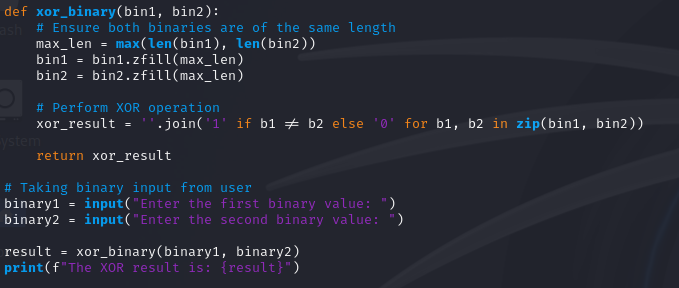 def xor_binary(bin1, bin2):
    # Ensure both binaries are of the same length
    max_len = max(len(bin1), len(bin2))
    bin1 = bin1.zfill(max_len)
    bin2 = bin2.zfill(max_len)

    # Perform XOR operation
    xor_result = ''.join('1' if b1 != b2 else '0' for b1, b2 in zip(bin1, bin2))

    return xor_result

# Taking binary input from user
binary1 = input("Enter the first binary value: ")
binary2 = input("Enter the second binary value: ")

result = xor_binary(binary1, binary2)
print(f"The XOR result is: {result}")